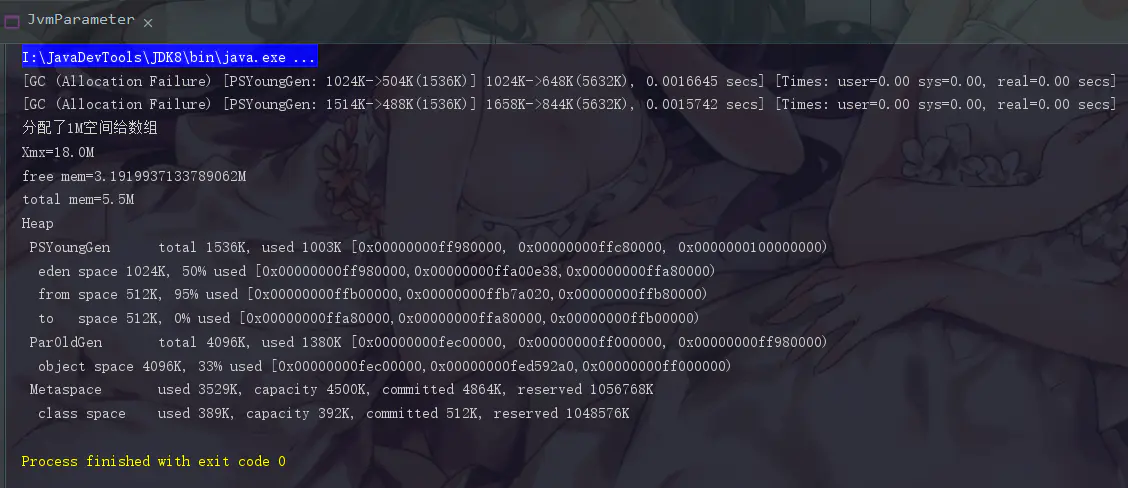 JvmParameter
I:\JavaDevTools\JDK8\bin\java.exe ...
[GC (Allocation Failure) [PSYoungGen: 1024K->504K(1536K)] 1024K->648K(5632K), 0.0016645 secs] [Times: user=0.00 sys=0.00, real=0.00 secs]
[GC (Allocation Failure) [PSYoungGen: 1514K->488K(1536K)] 1658K->844K(5632K), 0.0015742 secs] [Times: user=0.00 sys=0.00, real=0.00 secs]
分配了1M空间给数组
Xmx=18.0M
free mem=3.1919937133789062M
total mem=5.5M
Heap
PSYoungGen total 1536K, used 1003K [0x00000000ff980000, 0x00000000ffc80000, 0x0000000100000000)
eden space 1024K, 50% used [0x00000000ff980000,0x00000000ffa00e38,0x00000000ffa80000)
from space 512K, 95% used [0x00000000ffb00000,0x00000000ffb7a020,0x00000000ffb80000)
to space 512K, 0% used [0x00000000ffa80000,0x00000000ffa80000,0x00000000ffb00000)
ParOldGen total 4096K, used 1380K [0x00000000fec00000, 0x00000000ff000000, 0x00000000ff980000)
object space 4096K, 33% used [0x00000000fec00000,0x00000000fed592a0,0x00000000ff000000)
Metaspace used 3529K, capacity 4500K, committed 4864K, reserved 1056768K
class space used 389K, capacity 392K, committed 512K, reserved 1048576K
Process finished with exit code 0